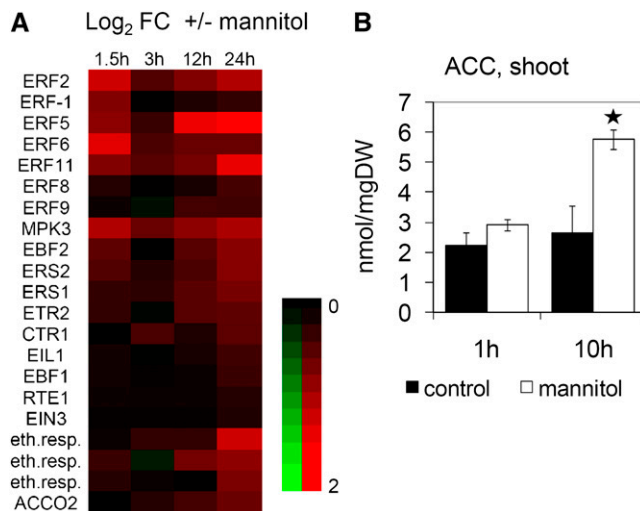 A
Log2 FC +/- mannitol
1.5h 3h 12h 24h
ERF2
ERF-1
ERF5
ERF6
ERF11
ERF8
ERF9
MPK3
EBF2
ERS2
ERS1
ETR2
CTR1
EIL1
EBF1
RTE1
EIN3
eth.resp.
eth.resp.
eth.resp.
ACCO2
0
2
B
ACC, shoot
nmol/mgDW
7
6
5
4
3
2
1
0
★
1h 10h
control mannitol